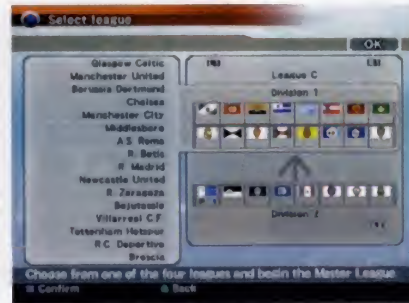 Select league
OK
Glasgow Celtic
Manchester United
Borussia Dortmund
Chelsea
Manchester City
Middlesboro
A.S. Roma
R. Betis
R. Madrid
Newcastle United
R. Zaragoza
Villarreal C.F.
Tottenham Hotspur
R.C. Deportivo
Brescia
League C
Division 1
Division 2
Choose from one of the four leagues and begin the Master League
Confirm
Back